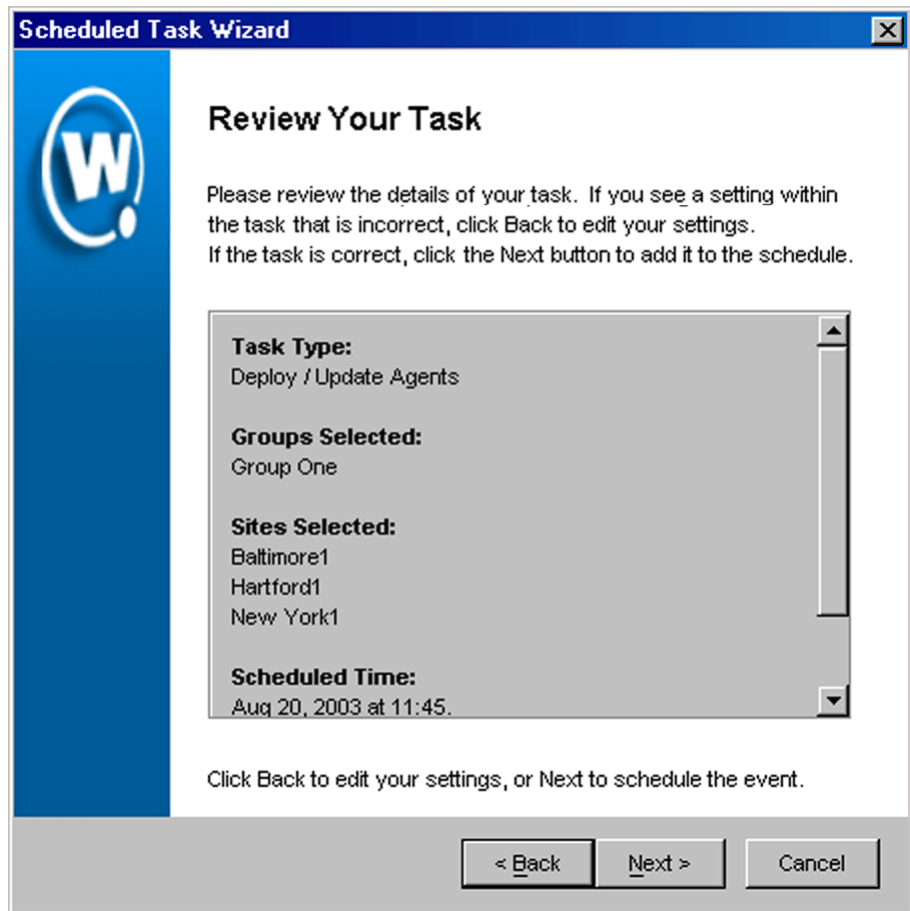 Scheduled Task Wizard
W
Review Your Task
Please review the details of your task. If you see a setting within
the task that is incorrect, click Back to edit your settings.
If the task is correct, click the Next button to add it to the schedule.
Task Type:
Deploy / Update Agents
Groups Selected:
Group One
Sites Selected:
Baltimore1
Hartford1
New York1
Scheduled Time:
Aug 20, 2003 at 11:45.
Click Back to edit your settings, or Next to schedule the event.
< Back Next > Cancel